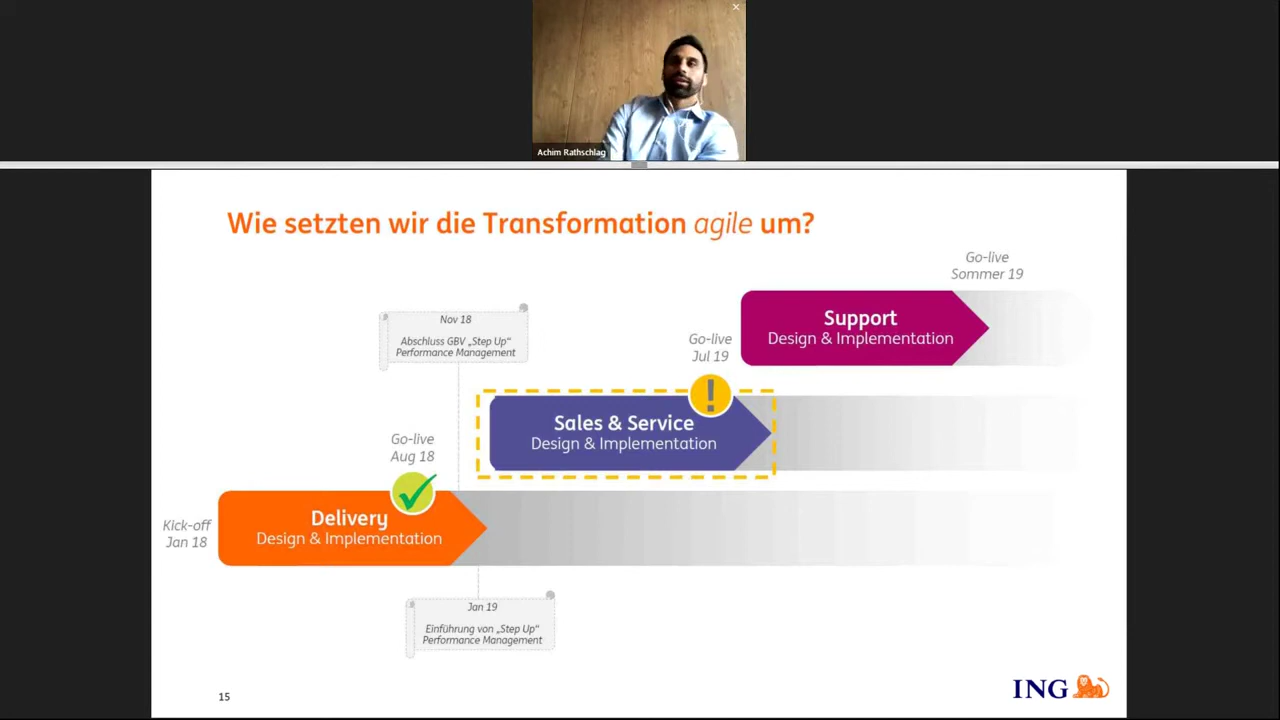 Achim Rathschlag
Wie setzten wir die Transformation agile um?
Go-live
Sommer 19
Support
Design & Implementation
Nov 18
Abschluss GBV „Step Up“
Performance Management
Go-live
Jul 19
!
Sales & Service
Design & Implementation
Go-live
Aug 18
Kick-off
Jan 18
Delivery
Design & Implementation
Jan 19
Einführung von „Step Up“
Performance Management
15
ING